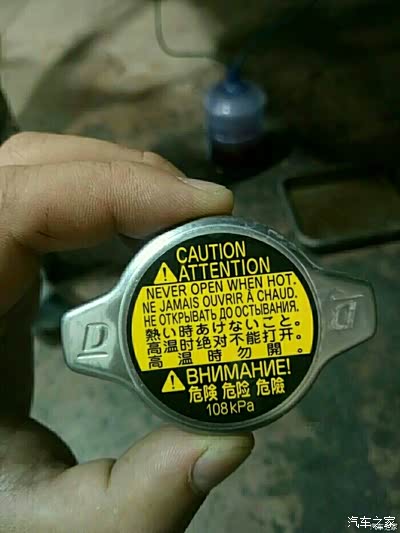 CAUTION
ATTENTION
NEVER OPEN WHEN HOT.
NE JAMAIS OUVRIR À CHAUD.
НЕ ОТКРЫВАТЬ ДО ОСТЫВАНИЯ.
熱い時あけないこと。
高温时绝对不能打开。
高温時勿開。
ВНИМАНИЕ!
危険 危险 危險
108kPa
D
汽车之家